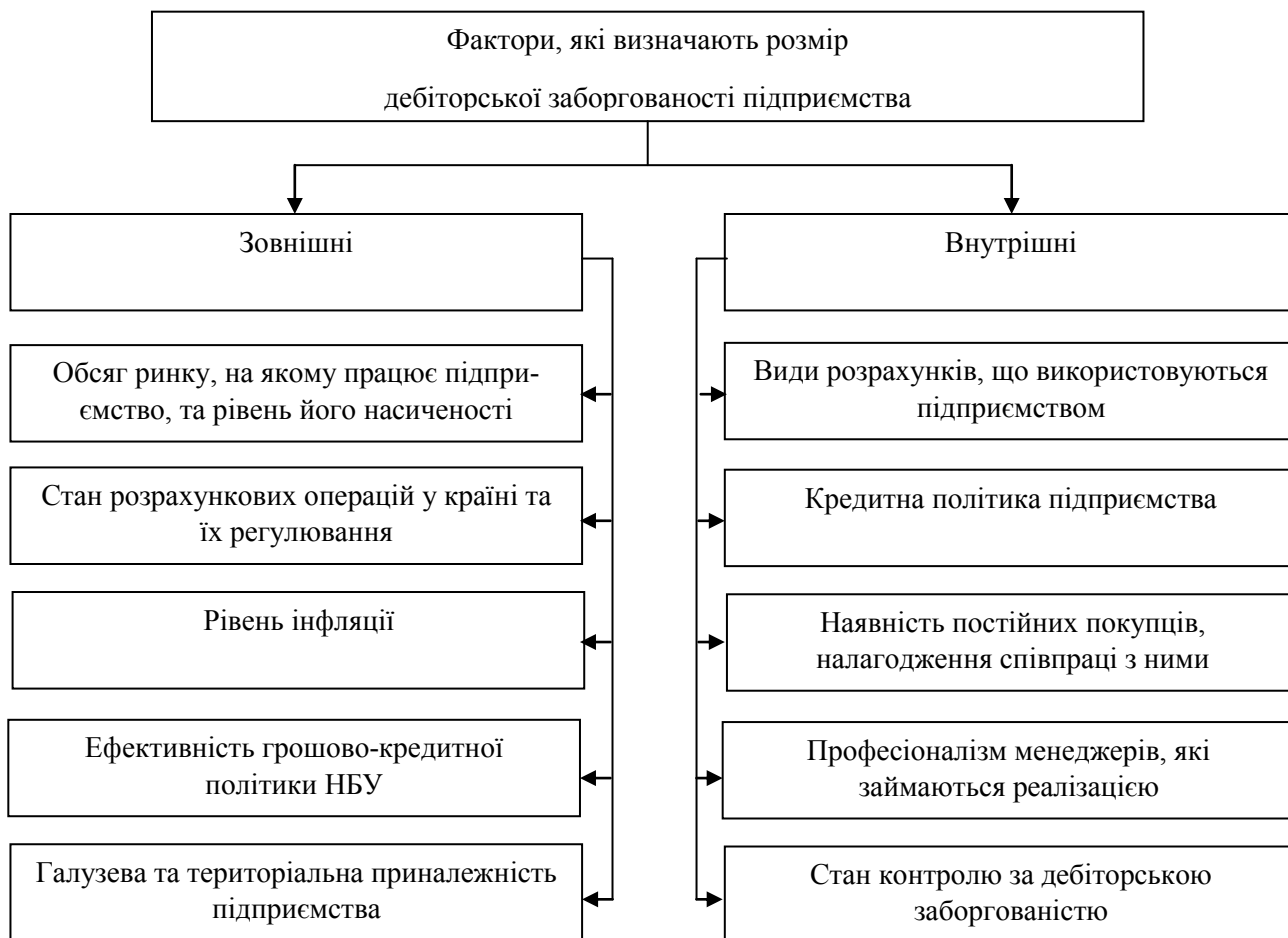 Фактори, які визначають розмір
дебіторської заборгованості підприємства
Зовнішні
Внутрішні
Обсяг ринку, на якому працює підпри-
ємство, та рівень його насиченості
Види розрахунків, що використовуються
підприємством
Стан розрахункових операцій у країні та
їх регулювання
Кредитна політика підприємства
Рівень інфляції
Наявність постійних покупців,
налагодження співпраці з ними
Ефективність грошово-кредитної
політики НБУ
Професіоналізм менеджерів, які
займаються реалізацією
Галузева та територіальна приналежність
підприємства
Стан контролю за дебіторською
заборгованістю